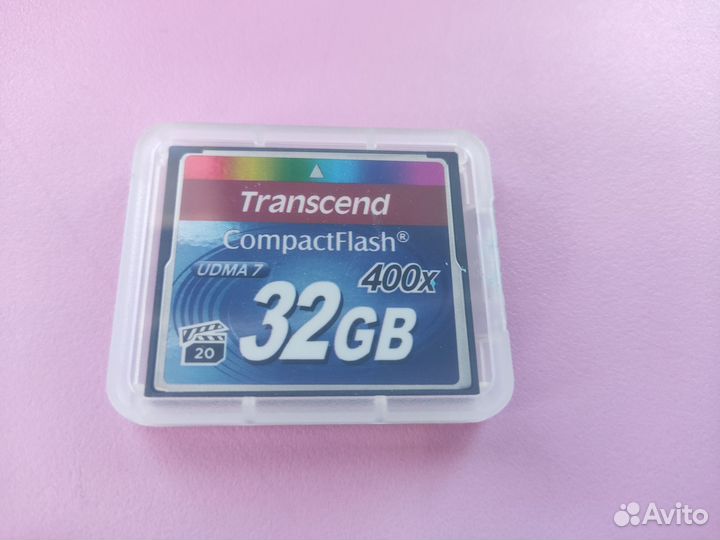 Transcend
CompactFlash®
UDMA 7
400x
32GB
20
Avito